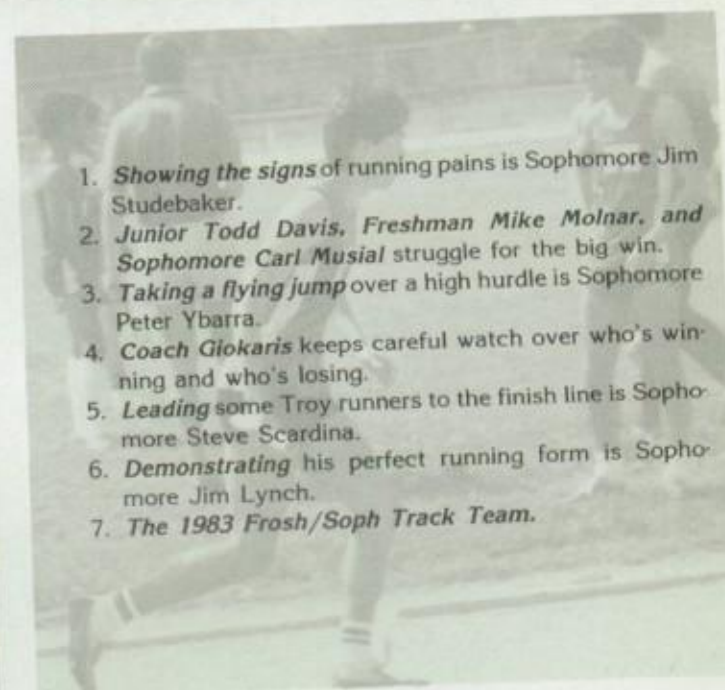 1. Showing the signs of running pains is Sophomore Jim
Studebaker.
2. Junior Todd Davis, Freshman Mike Molnar, and
Sophomore Carl Musial struggle for the big win.
3. Taking a flying jump over a high hurdle is Sophomore
Peter Ybarra.
4. Coach Giokaris keeps careful watch over who's win-
ning and who's losing.
5. Leading some Troy runners to the finish line is Sopho-
more Steve Scardina.
6. Demonstrating his perfect running form is Sopho-
more Jim Lynch.
7. The 1983 Frosh/Soph Track Team.